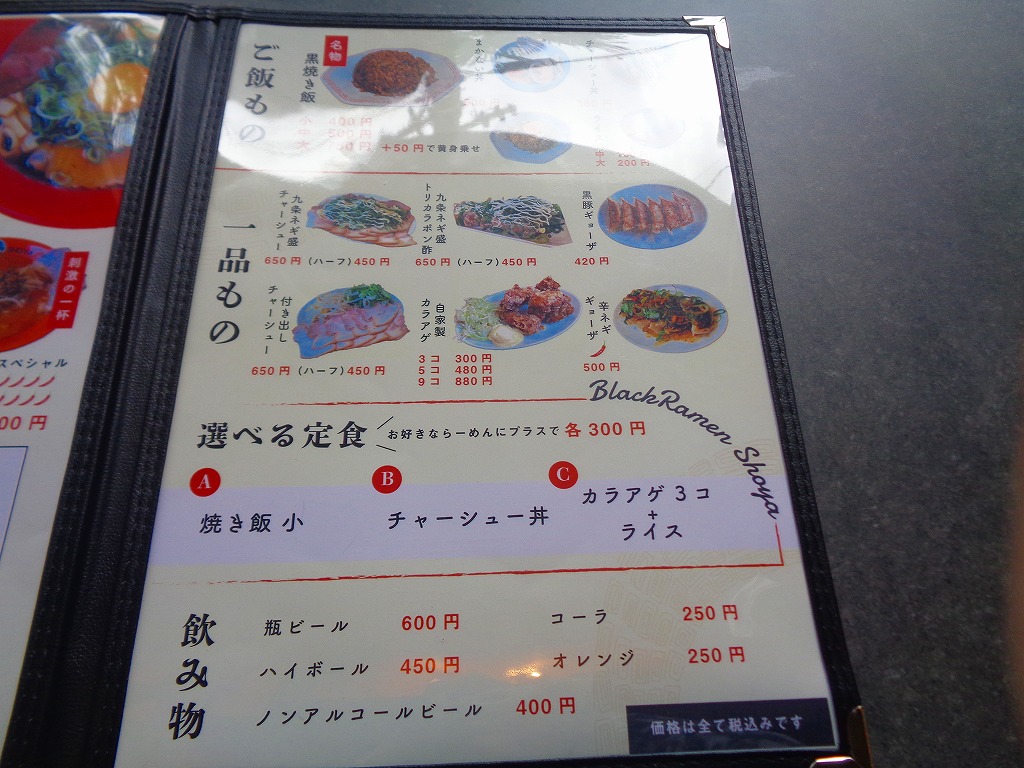 ご飯もの
名物
黒焼き飯
小 400円
中 500円
大
+50円で黄身乗せ
200円
一品もの
九条ネギ盛
チャーシュー
650円 (ハーフ) 450円
九条ネギ盛
トリカラポン酢
650円 (ハーフ) 450円
黒豚ギョーザ
420円
付き出し
チャーシュー
650円 (ハーフ) 450円
自家製
カラアゲ
3コ 300円
5コ 480円
9コ 880円
辛ネギ
ギョーザ
500円
BlackRamen Shoya
選べる定食
お好きならーめんにプラスで各300円
A
焼き飯 小
B
チャーシュー丼
C
カラアゲ 3コ
+
ライス
飲み物
瓶ビール 600円
ハイボール 450円
ノンアルコールビール 400円
コーラ 250円
オレンジ 250円
価格は全て税込みです
刺激の一杯
スペシャル
00円